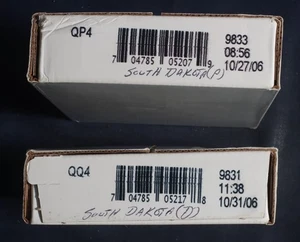 QP4
9833
08:56
10/27/06
7 04785 05207 9
SOUTH DAKOTA (P)
QQ4
9831
11:38
10/31/06
7 04785 05217 8
SOUTH DAKOTA (D)